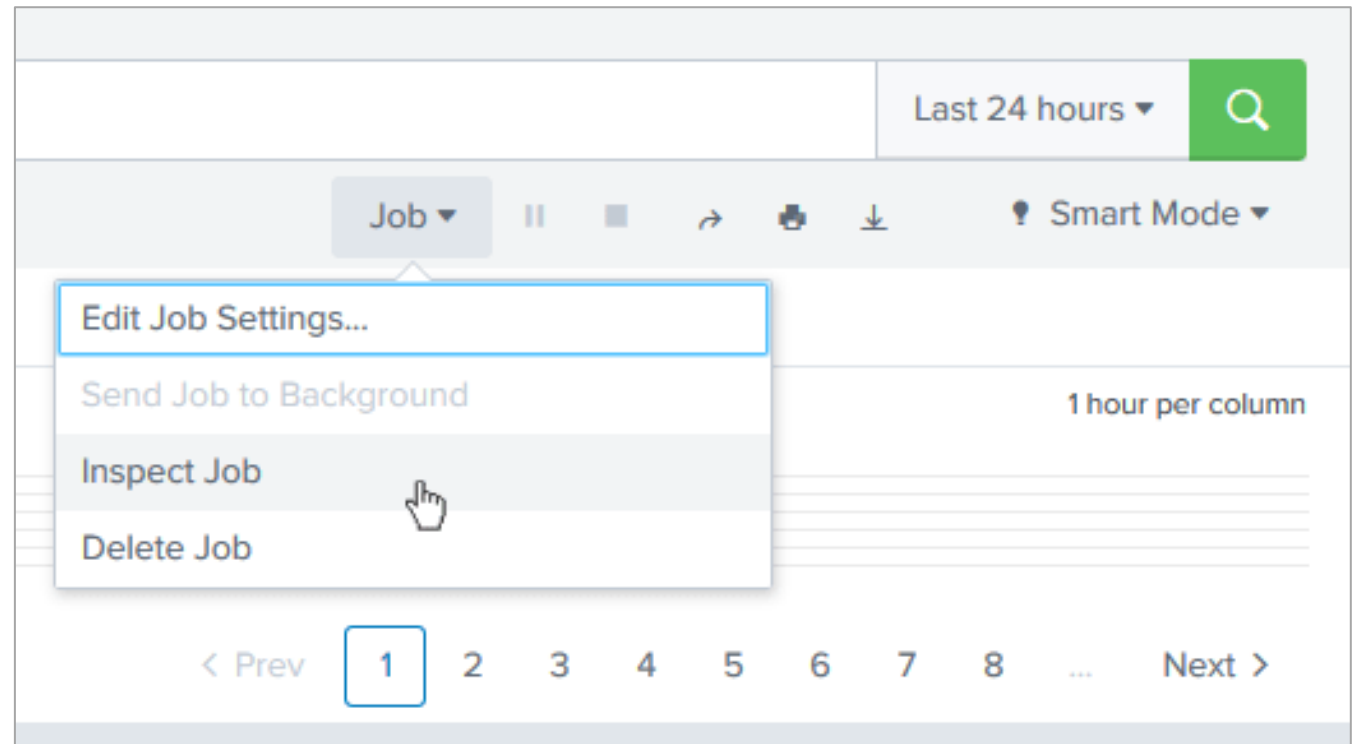 Last 24 hours
Job
Smart Mode
Edit Job Settings...
Send Job to Background
1 hour per column
Inspect Job
Delete Job
< Prev 1 2 3 4 5 6 7 8 ... Next >